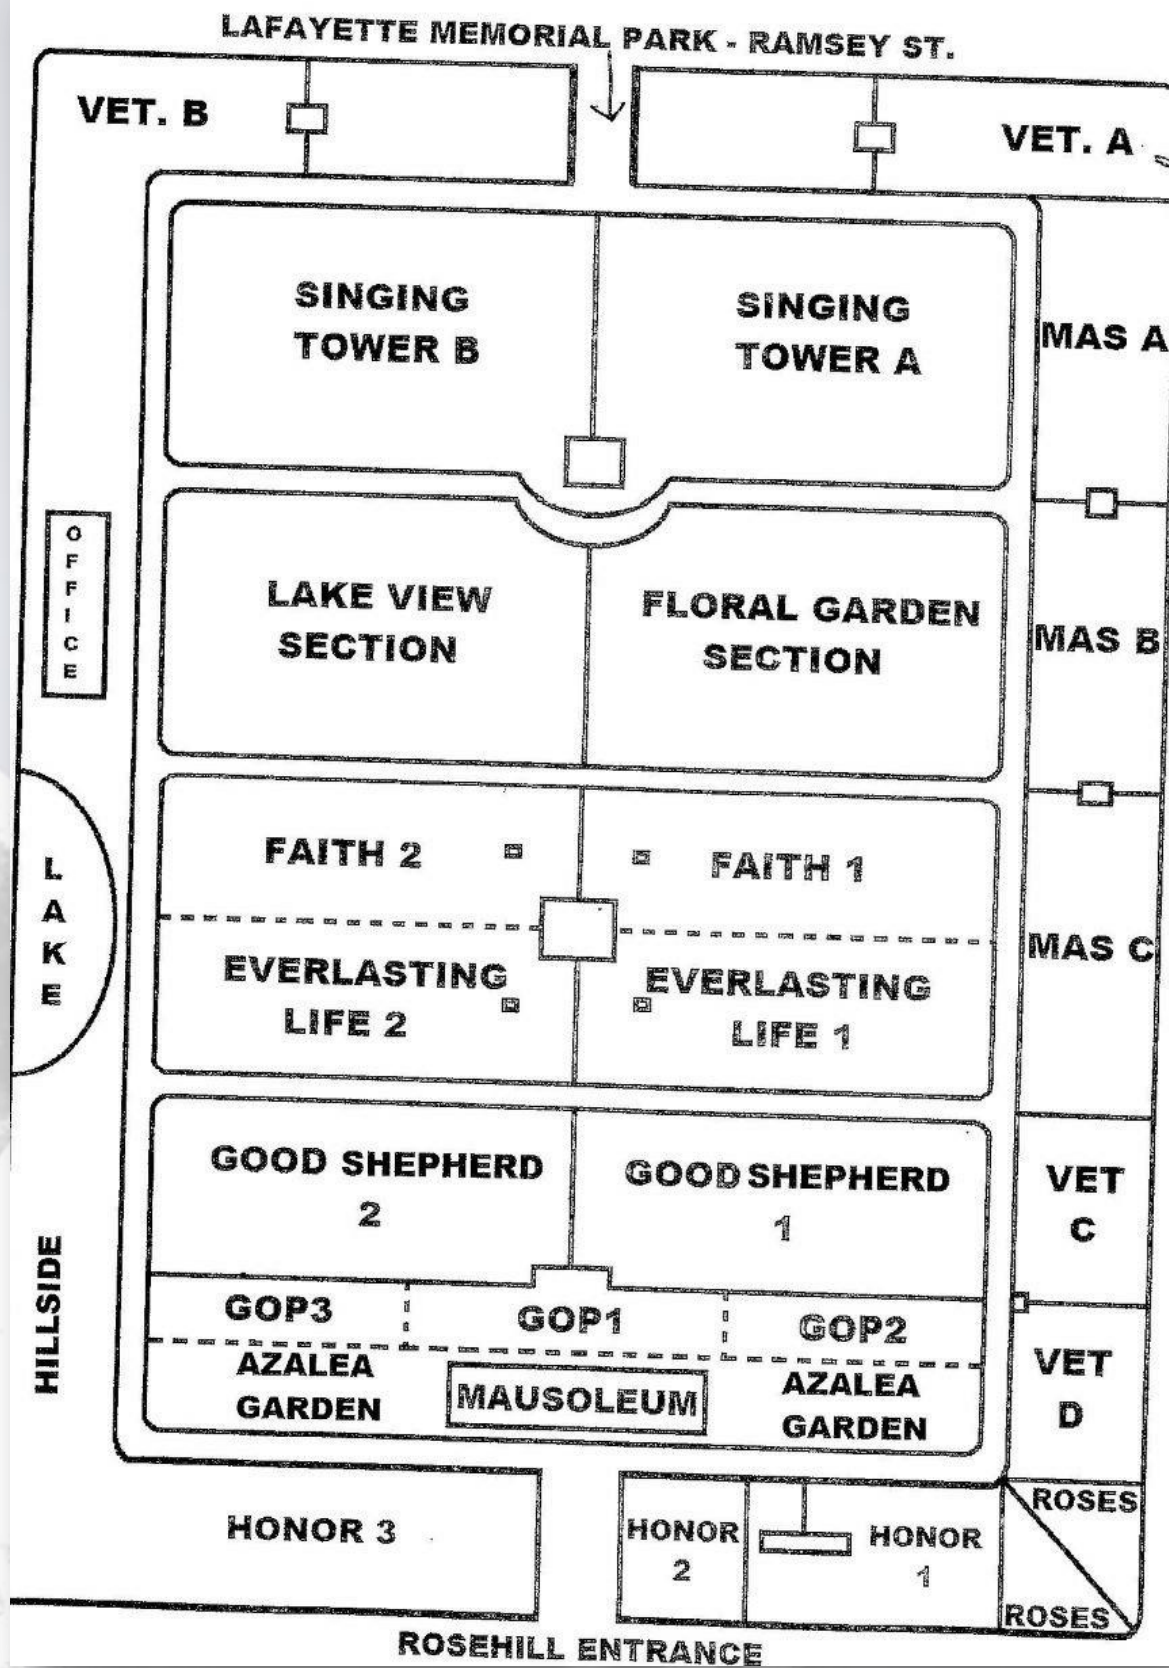 LAFAYETTE MEMORIAL PARK - RAMSEY ST.
VET. B
VET. A
SINGING
TOWER B
SINGING
TOWER A
MAS A
OFFICE
LAKE VIEW
SECTION
FLORAL GARDEN
SECTION
MAS B
LAKE
FAITH 2
FAITH 1
EVERLASTING
LIFE 2
EVERLASTING
LIFE 1
MAS C
HILLSIDE
GOOD SHEPHERD
2
GOOD SHEPHERD
1
VET
C
GOP3
GOP1
GOP2
AZALEA
GARDEN
MAUSOLEUM
AZALEA
GARDEN
VET
D
HONOR 3
HONOR
2
HONOR
1
ROSES
ROSES
ROSEHILL ENTRANCE